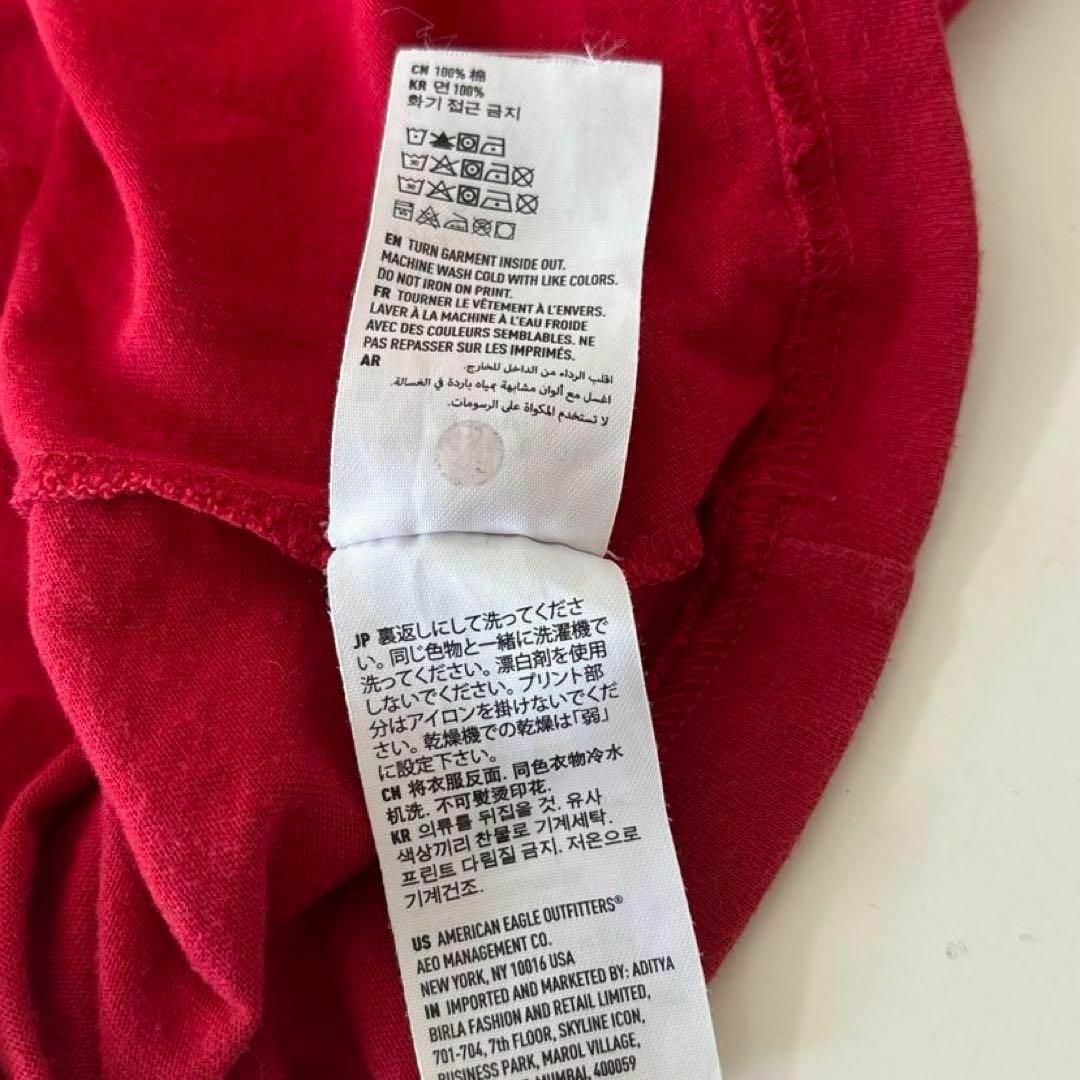 CN 100% 棉
KR 면 100%
화기 접근 금지
EN TURN GARMENT INSIDE OUT.
MACHINE WASH COLD WITH LIKE COLORS.
DO NOT IRON ON PRINT.
FR TOURNER LE VÊTEMENT À L'ENVERS.
LAVER À LA MACHINE À L'EAU FROIDE
AVEC DES COULEURS SEMBLABLES. NE
PAS REPASSER SUR LES IMPRIMÉS.
AR
اقلب الرداء من الداخل للخارج.
اغسل مع ألوان مشابهة بمياه باردة في الغسالة.
لا تستخدم المكواة على الرسومات.
JP 裏返しにして洗ってくださ
い。同じ色物と一緒に洗濯機で
洗ってください。漂白剤を使用
しないでください。プリント部
分はアイロンを掛けないでくだ
さい。乾燥機での乾燥は「弱」
に設定下さい。
CN 将衣服反面. 同色衣物冷水
机洗. 不可熨烫印花.
KR 의류를 뒤집을 것. 유사
색상끼리 찬물로 기계세탁.
프린트 다림질 금지. 저온으로
기계건조.
US AMERICAN EAGLE OUTFITTERS®
AEO MANAGEMENT CO.
NEW YORK, NY 10016 USA
IN IMPORTED AND MARKETED BY: ADITYA
BIRLA FASHION AND RETAIL LIMITED,
701-704, 7th FLOOR, SKYLINE ICON,
BUSINESS PARK, MAROL VILLAGE,
MUMBAI, 400059